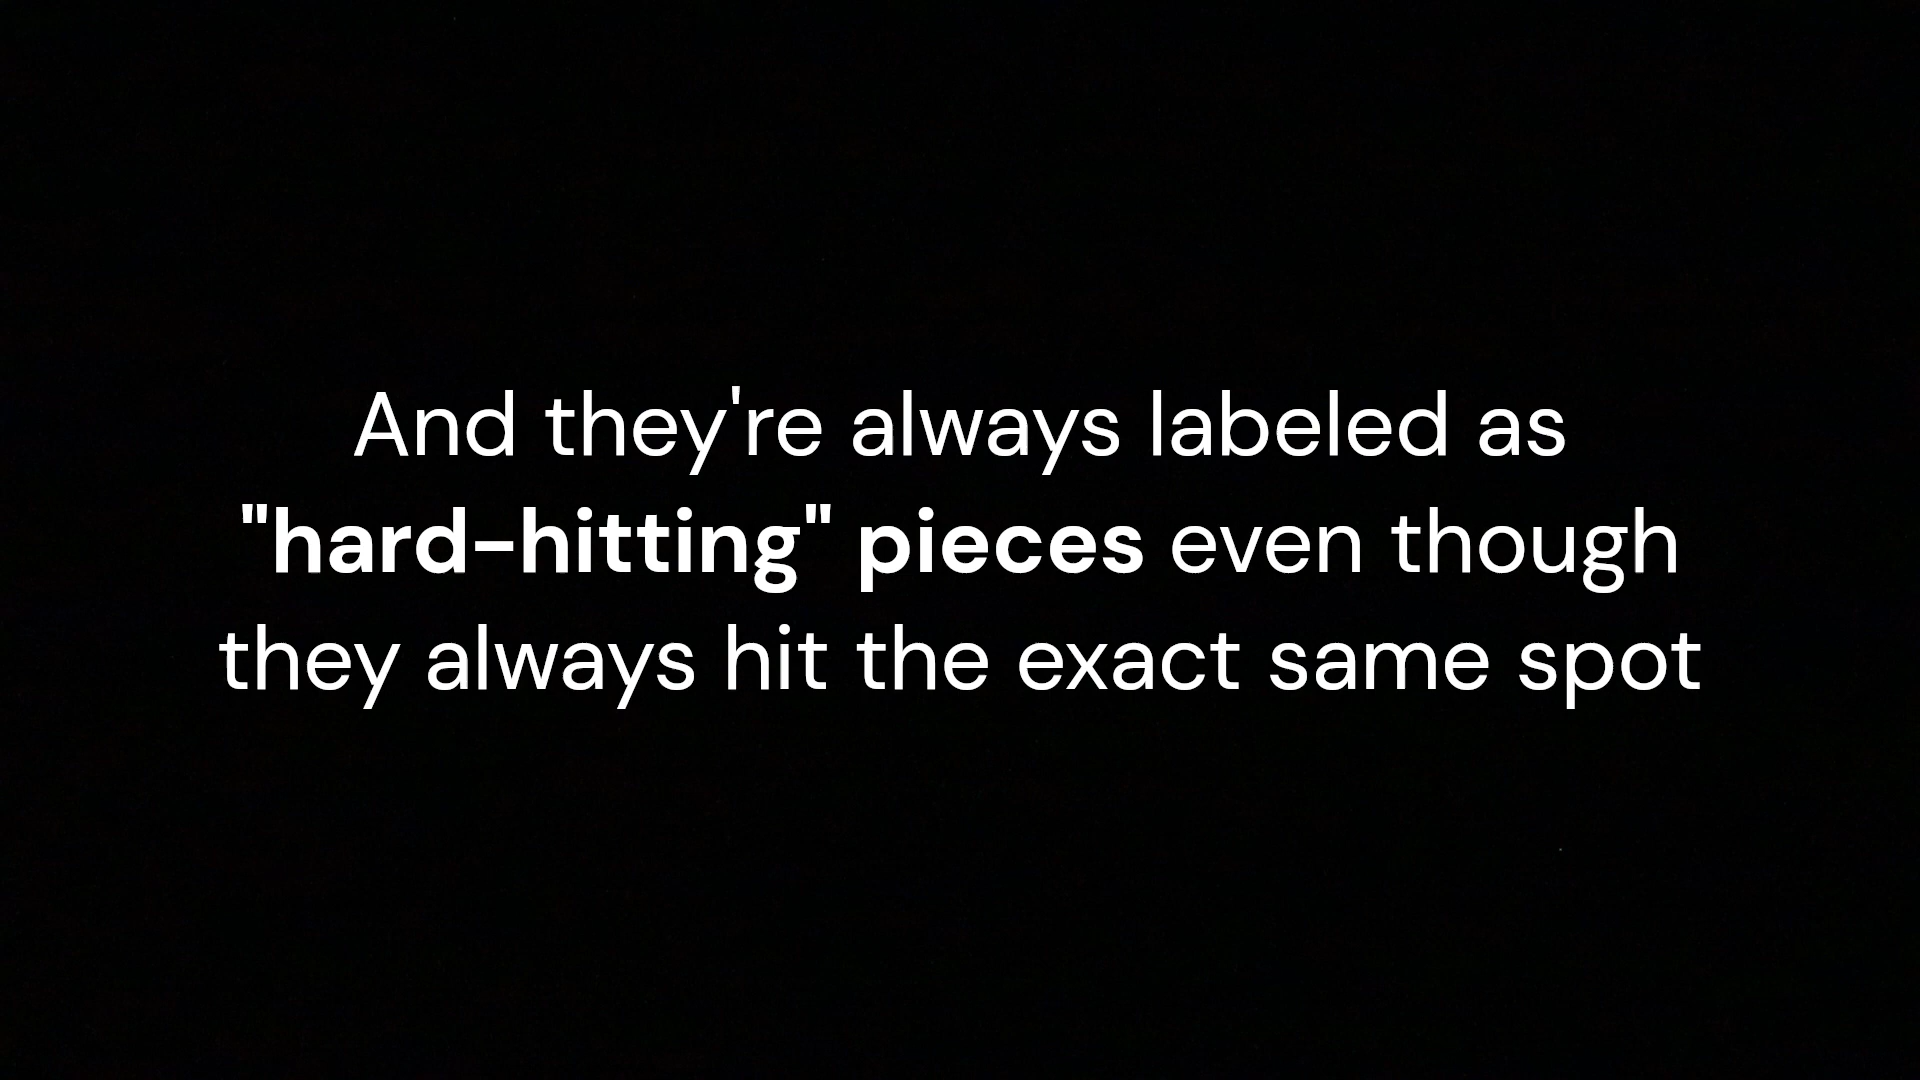 And they're always labeled as
"hard-hitting" pieces even though
they always hit the exact same spot